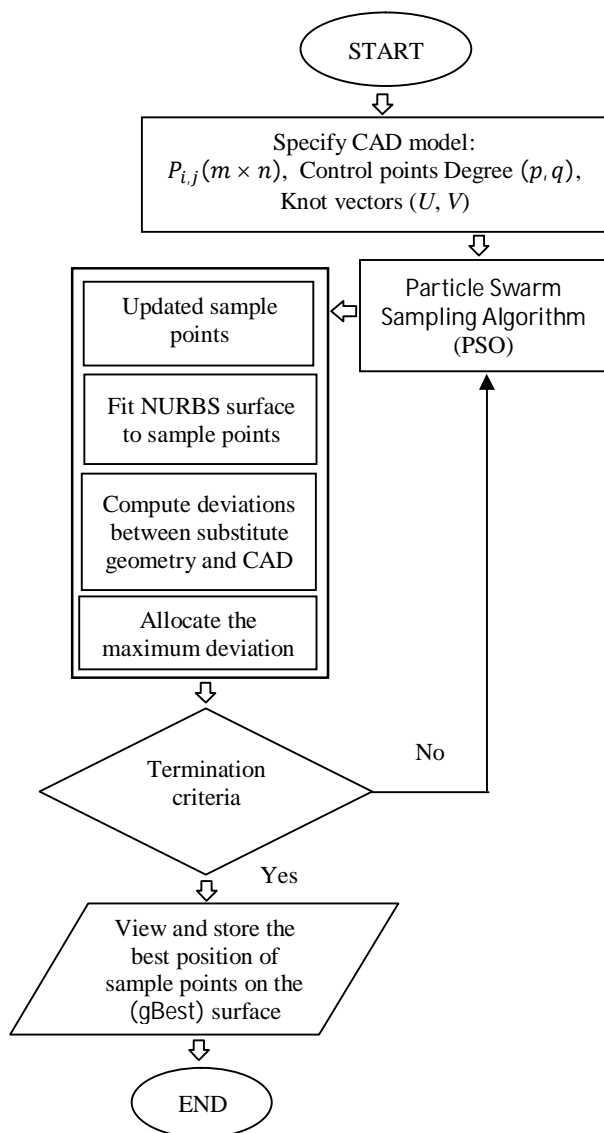 START
Specify CAD model:
𝑃ᵢ,ⱼ(𝑚 × 𝑛), Control points Degree (𝑝, 𝑞),
Knot vectors (U, V)
Particle Swarm
Sampling Algorithm
(PSO)
Updated sample
points
Fit NURBS surface
to sample points
Compute deviations
between substitute
geometry and CAD
Allocate the
maximum deviation
Termination
criteria
No
Yes
View and store the
best position of
sample points on the
(gBest) surface
END